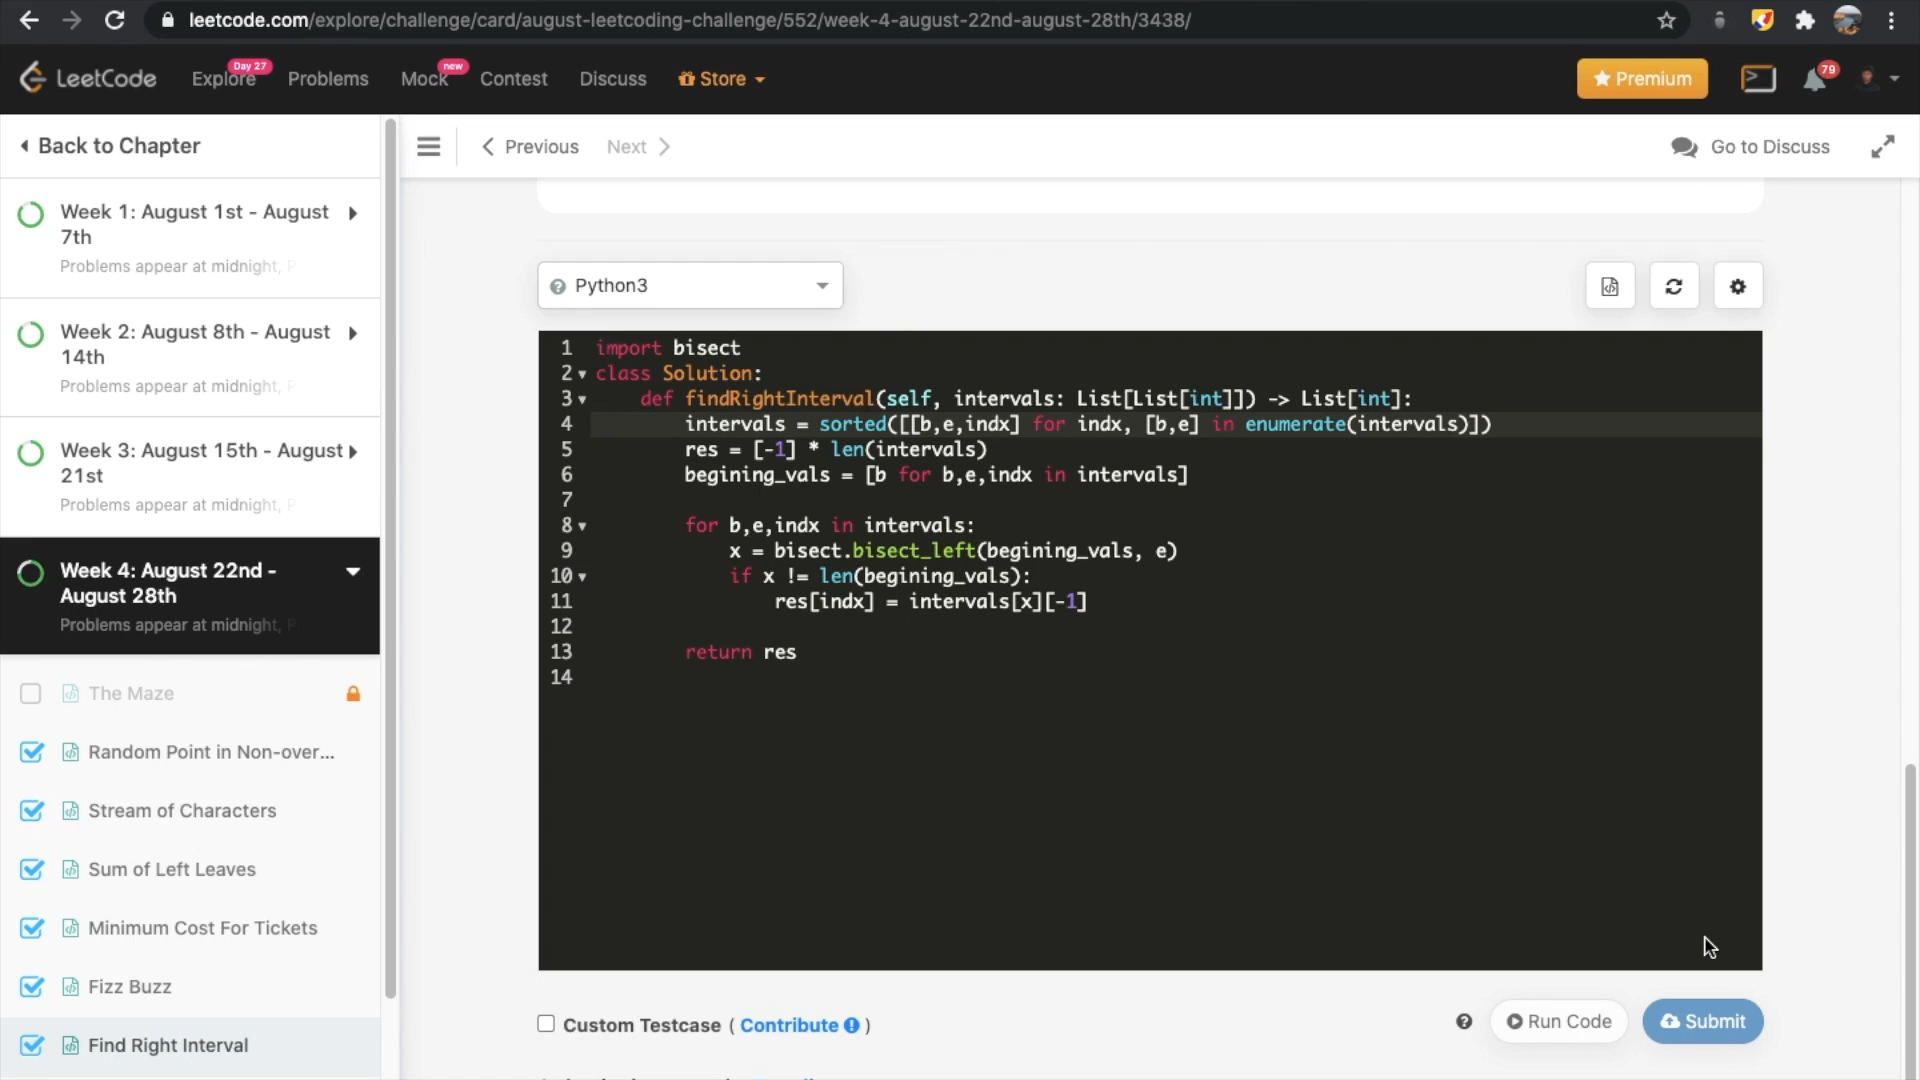 leetcode.com/explore/challenge/card/august-leetcoding-challenge/552/week-4-august-22nd-august-28th/3438/
LeetCode
Explore
Day 27
Problems
Mock
new
Contest
Discuss
Store
Premium
79
Back to Chapter
Previous
Next
Go to Discuss
Week 1: August 1st - August
7th
Problems appear at midnight,
Week 2: August 8th - August
14th
Problems appear at midnight,
Week 3: August 15th - August
21st
Problems appear at midnight,
Week 4: August 22nd -
August 28th
Problems appear at midnight,
The Maze
Random Point in Non-over...
Stream of Characters
Sum of Left Leaves
Minimum Cost For Tickets
Fizz Buzz
Find Right Interval
Python3
1 import bisect
2 class Solution:
3 def findRightInterval(self, intervals: List[List[int]]) -> List[int]:
4 intervals = sorted([[b,e,indx] for indx, [b,e] in enumerate(intervals)])
5 res = [-1] * len(intervals)
6 begining_vals = [b for b,e,indx in intervals]
7
8 for b,e,indx in intervals:
9 x = bisect.bisect_left(begining_vals, e)
10 if x != len(begining_vals):
11 res[indx] = intervals[x][-1]
12
13 return res
14
Custom Testcase ( Contribute )
Run Code
Submit